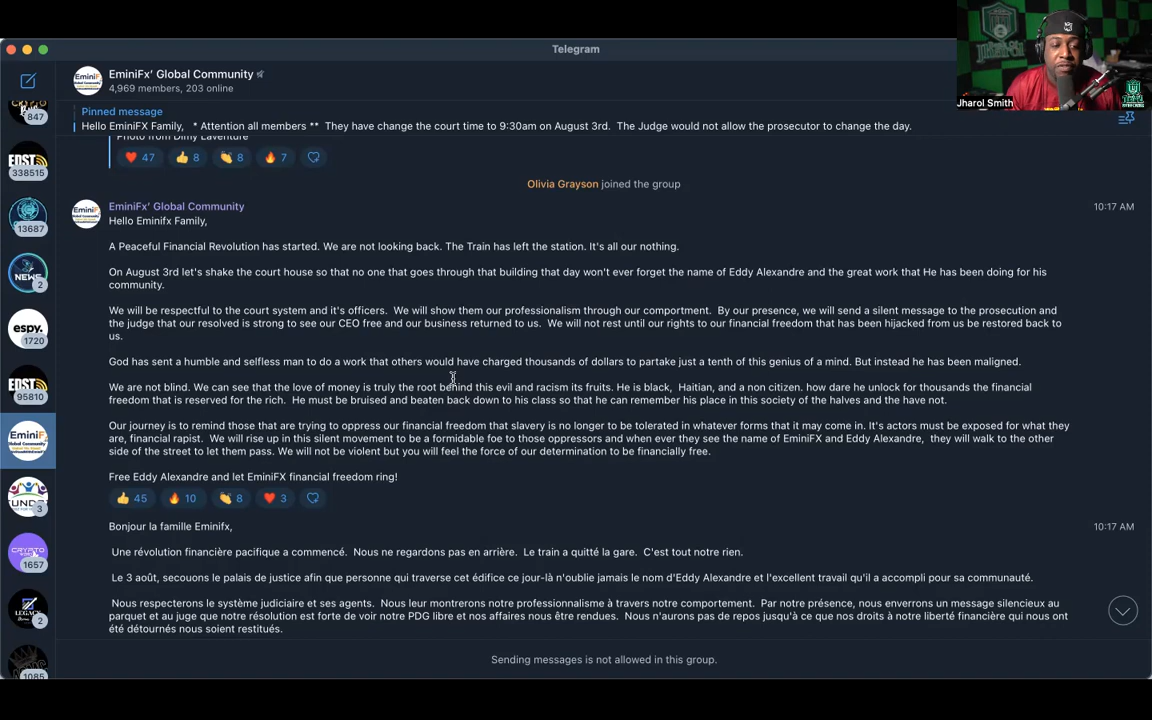 Telegram
Jharol Smith
EminiFx' Global Community
4,969 members, 203 online
Pinned message
Hello EminiFX Family, * Attention all members ** They have change the court time to 9:30am on August 3rd. The Judge would not allow the prosecutor to change the day.
Photo from Dimy Laventure
❤️ 47 👍 8 👏 8 🔥 7
Olivia Grayson joined the group
EminiFx' Global Community
10:17 AM
Hello Eminifx Family,
A Peaceful Financial Revolution has started. We are not looking back. The Train has left the station. It's all our nothing.
On August 3rd let's shake the court house so that no one that goes through that building that day won't ever forget the name of Eddy Alexandre and the great work that He has been doing for his
community.
We will be respectful to the court system and it's officers. We will show them our professionalism through our comportment. By our presence, we will send a silent message to the prosecution and
the judge that our resolved is strong to see our CEO free and our business returned to us. We will not rest until our rights to our financial freedom that has been hijacked from us be restored back to
us.
God has sent a humble and selfless man to do a work that others would have charged thousands of dollars to partake just a tenth of this genius of a mind. But instead he has been maligned.
We are not blind. We can see that the love of money is truly the root behind this evil and racism its fruits. He is black, Haitian, and a non citizen. how dare he unlock for thousands the financial
freedom that is reserved for the rich. He must be bruised and beaten back down to his class so that he can remember his place in this society of the halves and the have not.
Our journey is to remind those that are trying to oppress our financial freedom that slavery is no longer to be tolerated in whatever forms that it may come in. It's actors must be exposed for what they
are, financial rapist. We will rise up in this silent movement to be a formidable foe to those oppressors and when ever they see the name of EminiFX and Eddy Alexandre, they will walk to the other
side of the street to let them pass. We will not be violent but you will feel the force of our determination to be financially free.
Free Eddy Alexandre and let EminiFX financial freedom ring!
👍 45 🔥 10 👏 8 ❤️ 3
Bonjour la famille Eminifx,
10:17 AM
Une révolution financière pacifique a commencé. Nous ne regardons pas en arrière. Le train a quitté la gare. C'est tout notre rien.
Le 3 août, secouons le palais de justice afin que personne qui traverse cet édifice ce jour-là n'oublie jamais le nom d'Eddy Alexandre et l'excellent travail qu'il a accompli pour sa communauté.
Nous respecterons le système judiciaire et ses agents. Nous leur montrerons notre professionnalisme à travers notre comportement. Par notre présence, nous enverrons un message silencieux au
parquet et au juge que notre résolution est forte de voir notre PDG libre et nos affaires nous être rendues. Nous n'aurons pas de repos jusqu'à ce que nos droits à notre liberté financière qui nous ont
été détournés nous soient restitués.
Sending messages is not allowed in this group.
847
EDST
338515
13687
NEWS
2
espy.
1720
EDST
95810
EminiF
3
1657
LEGACY
2
1085